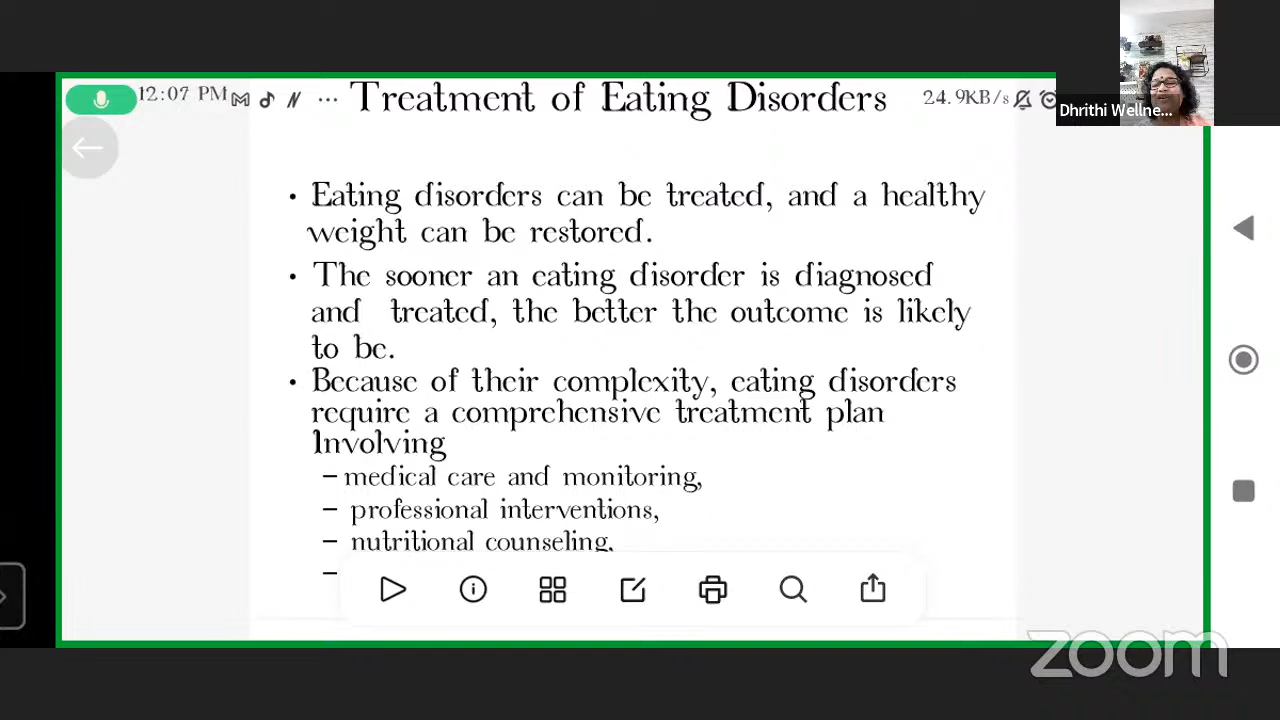 12:07 PM
Treatment of Eating Disorders
24.9KB/s
Dhrithi Wellne...
• Eating disorders can be treated, and a healthy
weight can be restored.
• The sooner an eating disorder is diagnosed
and treated, the better the outcome is likely
to be.
• Because of their complexity, eating disorders
require a comprehensive treatment plan
Involving
– medical care and monitoring,
– professional interventions,
– nutritional counseling,
–
zoom